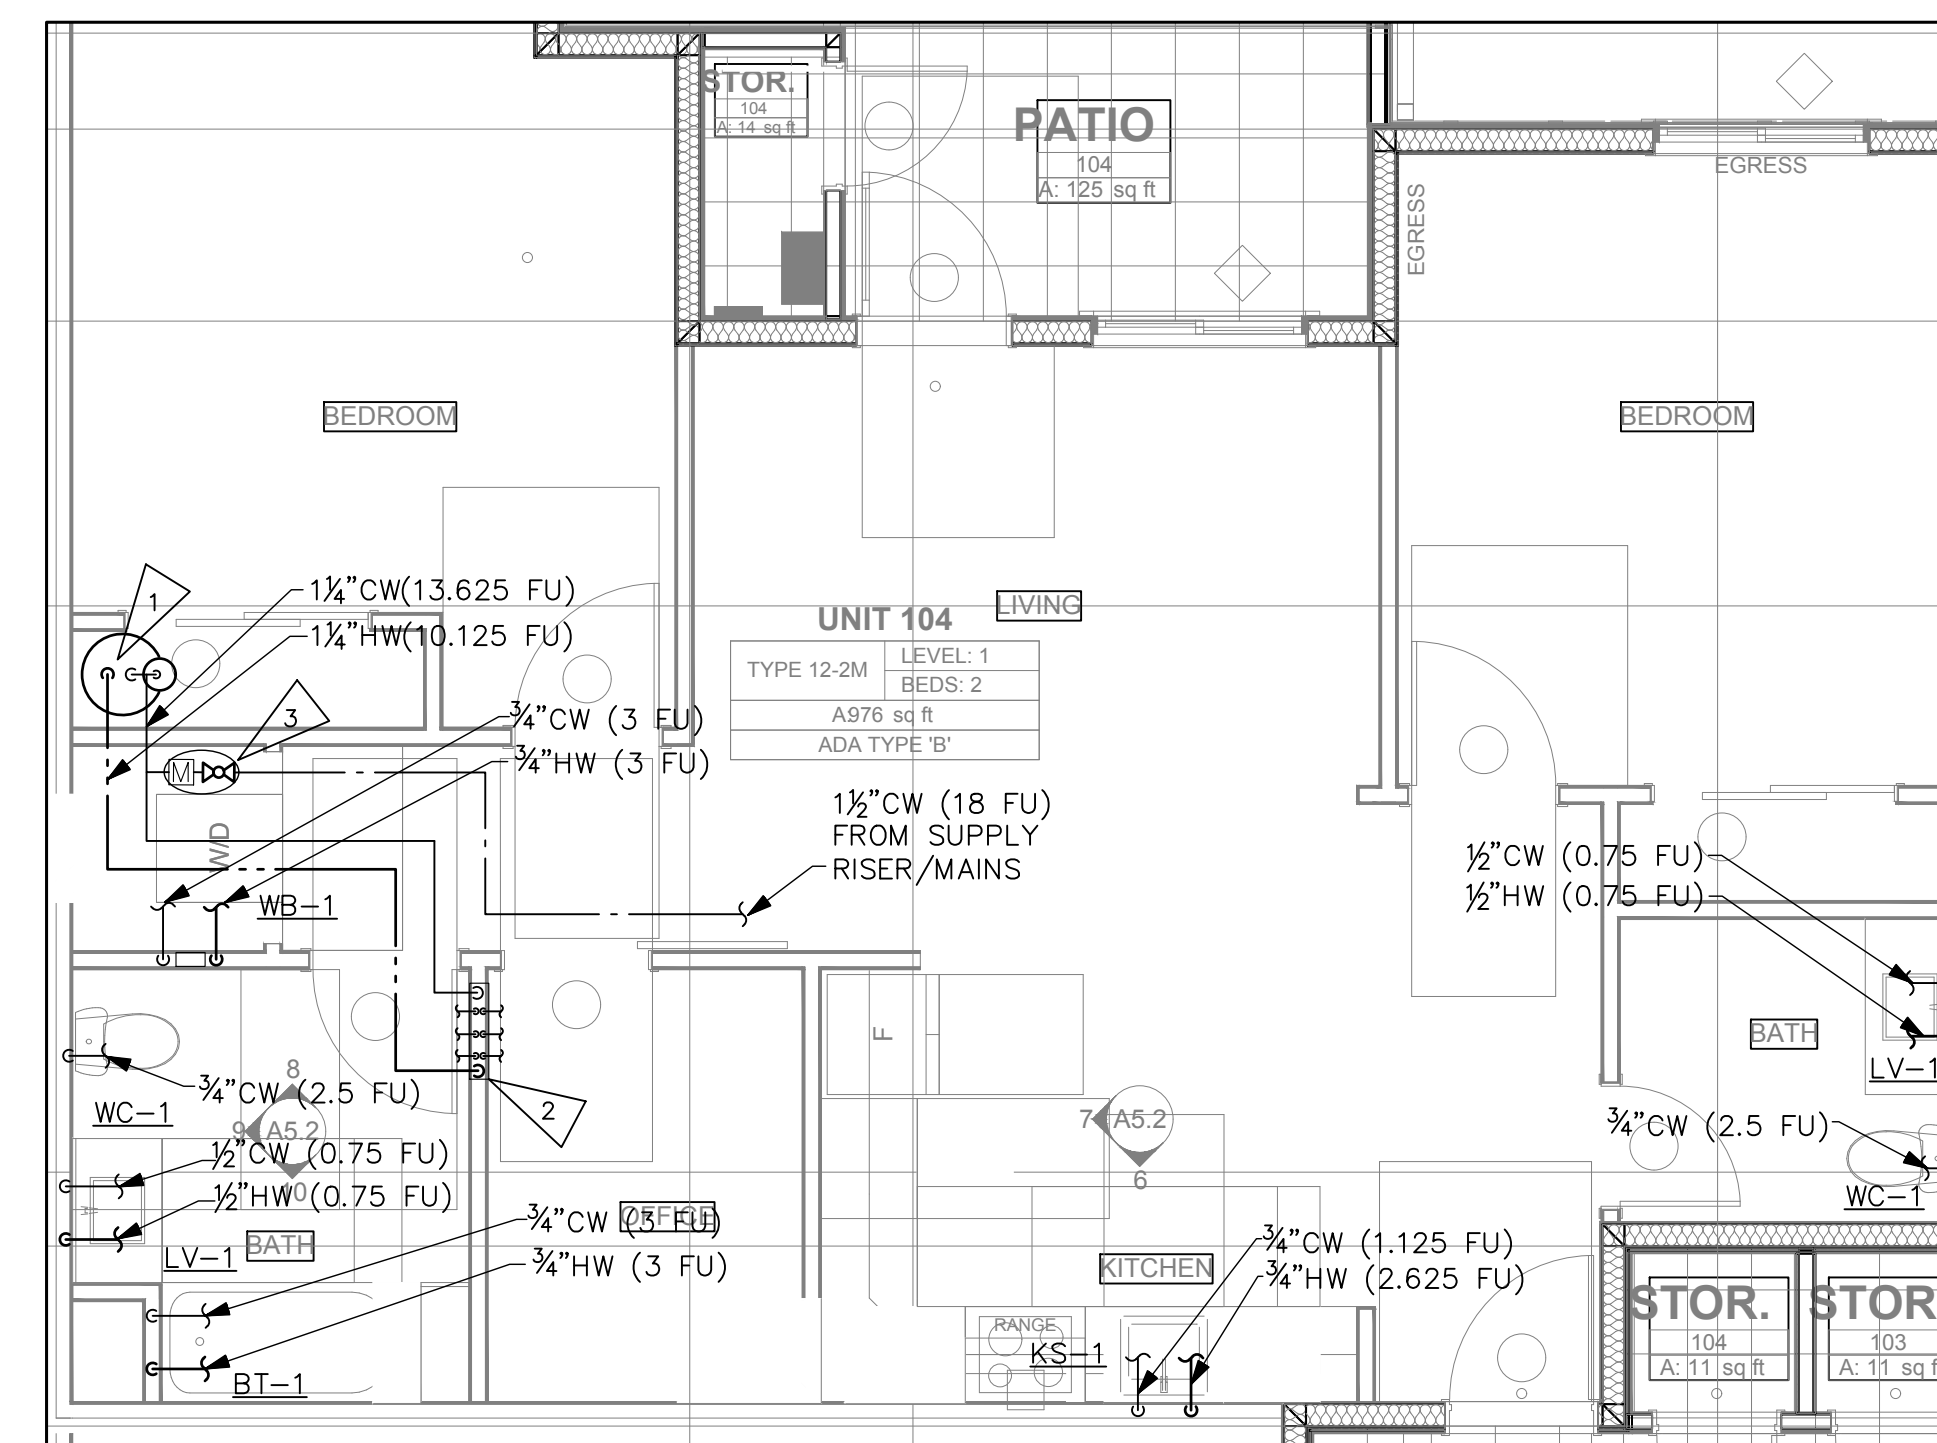 STOR.
104
A: 14 sq ft
PATIO
104
A: 125 sq ft
EGRESS
EGRESS
BEDROOM
BEDROOM
1
1¼"CW(13.625 FU)
1¼"HW(10.125 FU)
LIVING
UNIT 104
TYPE 12-2M
LEVEL: 1
BEDS: 2
A976 sq ft
ADA TYPE 'B'
3
¾"CW (3 FU)
¾"HW (3 FU)
M
W/D
1½"CW (18 FU)
FROM SUPPLY
RISER/MAINS
½"CW (0.75 FU)
½"HW (0.75 FU)
WB-1
F
BATH
LV-1
8
¾"CW (2.5 FU)
WC-1
9
A5.2
10
2
7
A5.2
6
¾"CW (2.5 FU)
WC-1
½"CW (0.75 FU)
½"HW (0.75 FU)
LV-1
BATH
OFFICE
¾"CW (3 FU)
¾"HW (3 FU)
BT-1
KITCHEN
¾"CW (1.125 FU)
¾"HW (2.625 FU)
RANGE
KS-1
STOR.
104
A: 11 sq ft
STOR
103
A: 11 sq f